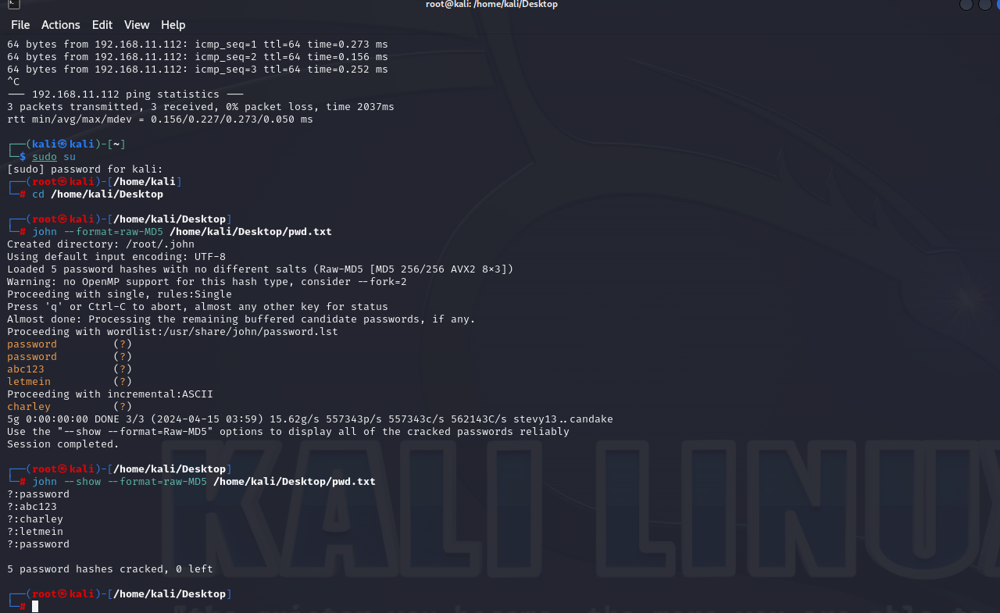 root@kali: /home/kali/Desktop
File Actions Edit View Help
64 bytes from 192.168.11.112: icmp_seq=1 ttl=64 time=0.273 ms
64 bytes from 192.168.11.112: icmp_seq=2 ttl=64 time=0.156 ms
64 bytes from 192.168.11.112: icmp_seq=3 ttl=64 time=0.252 ms
^C
--- 192.168.11.112 ping statistics ---
3 packets transmitted, 3 received, 0% packet loss, time 2037ms
rtt min/avg/max/mdev = 0.156/0.227/0.273/0.050 ms
┌──(kali㉿kali)-[~]
└─$ sudo su
[sudo] password for kali:
┌──(root㉿kali)-[/home/kali]
└─# cd /home/kali/Desktop
┌──(root㉿kali)-[/home/kali/Desktop]
└─# john --format=raw-MD5 /home/kali/Desktop/pwd.txt
Created directory: /root/.john
Using default input encoding: UTF-8
Loaded 5 password hashes with no different salts (Raw-MD5 [MD5 256/256 AVX2 8×3])
Warning: no OpenMP support for this hash type, consider --fork=2
Proceeding with single, rules:Single
Press 'q' or Ctrl-C to abort, almost any other key for status
Almost done: Processing the remaining buffered candidate passwords, if any.
Proceeding with wordlist:/usr/share/john/password.lst
password         (?)
password         (?)
abc123           (?)
letmein          (?)
Proceeding with incremental:ASCII
charley          (?)
5g 0:00:00:00 DONE 3/3 (2024-04-15 03:59) 15.62g/s 557343p/s 557343c/s 562143C/s stevy13..candake
Use the "--show --format=Raw-MD5" options to display all of the cracked passwords reliably
Session completed.
┌──(root㉿kali)-[/home/kali/Desktop]
└─# john --show --format=raw-MD5 /home/kali/Desktop/pwd.txt
?:password
?:abc123
?:charley
?:letmein
?:password
5 password hashes cracked, 0 left
┌──(root㉿kali)-[/home/kali/Desktop]
└─#
KALI LINUX